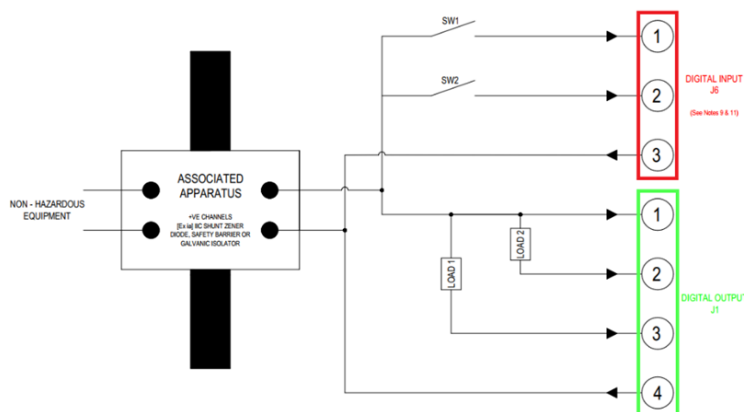 SW1
1
SW2
2
DIGITAL INPUT
J6
(See Notes 9 & 11)
3
NON - HAZARDOUS
EQUIPMENT
ASSOCIATED
APPARATUS
+VE CHANNELS
[Ex ia] IIC SHUNT ZENER
DIODE, SAFETY BARRIER OR
GALVANIC ISOLATOR
1
LOAD 1
LOAD 2
2
DIGITAL OUTPUT
J1
3
4